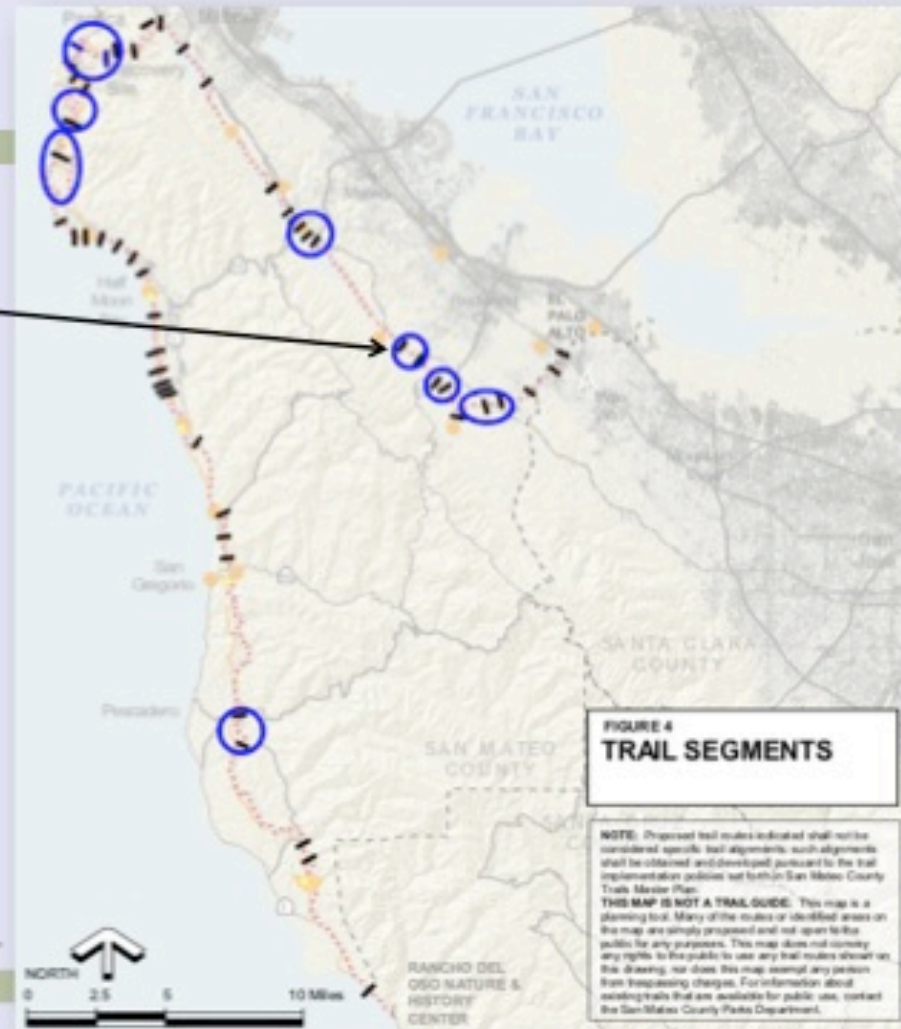 SAN
FRANCISCO
BAY
Half
Moon
EL
PALO
ALTO
PACIFIC
OCEAN
San
Gregorio
SANTA CLARA
COUNTY
Pescadero
SAN MATEO
COUNTY
FIGURE 4
TRAIL SEGMENTS
NOTE: Proposed trail routes indicated shall not be
considered specific trail alignments; such alignments
shall be obtained and developed pursuant to the trail
implementation policies set forth in San Mateo County
Trails Master Plan.
THIS MAP IS NOT A TRAIL GUIDE: This map is a
planning tool. Many of the routes or identified areas on
the map are simply proposed and not open to the
public for any purposes. This map does not convey
any rights to the public to use any trail routes shown on
this drawing, nor does this map exempt any person
from trespassing charges. For information about
existing trails that are available for public use, contact
the San Mateo County Parks Department.
NORTH
0 2.5 5 10 Miles
RANCHO DEL
OSO NATURE &
HISTORY
CENTER